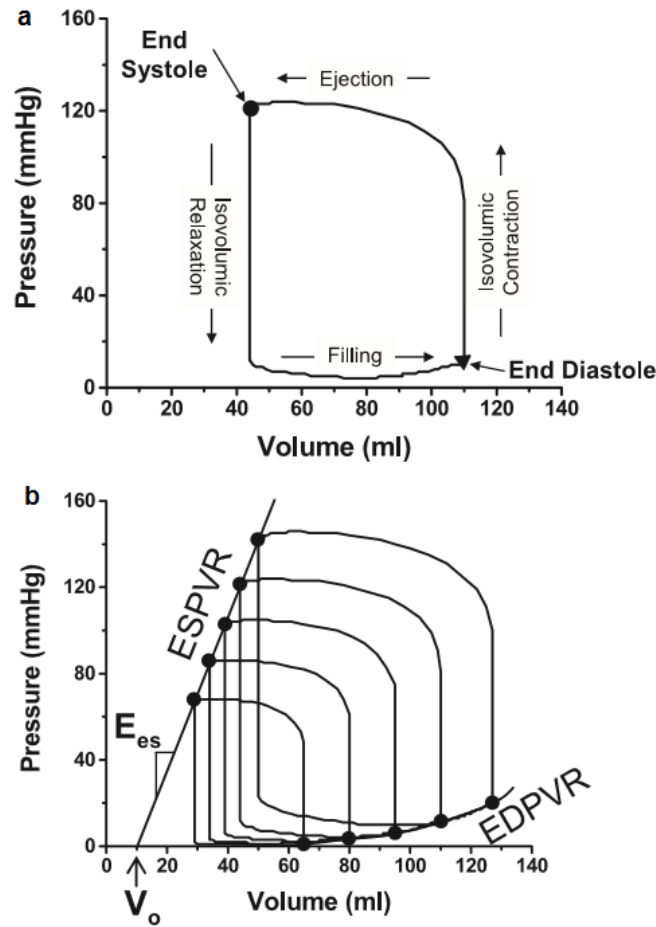 a
160
120
80
40
0
Pressure (mmHg)
End
Systole
Ejection
Isovolumic
Relaxation
Isovolumic
Contraction
Filling
End Diastole
0 20 40 60 80 100 120 140
Volume (ml)
b
160
120
80
40
0
Pressure (mmHg)
ESPVR
Ees
EDPVR
0 20 40 60 80 100 120 140
Vo
Volume (ml)